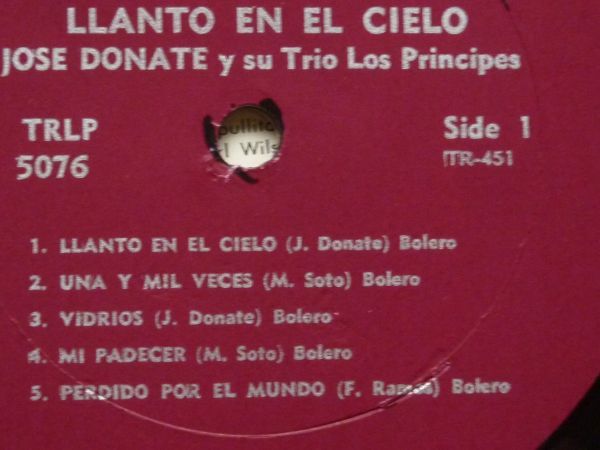 LLANTO EN EL CIELO
JOSE DONATE y su Trio Los Principes
TRLP
5076
Side 1
TR-451
1. LLANTO EN EL CIELO (J. Donate) Bolero
2. UNA Y MIL VECES (M. Soto) Bolero
3. VIDRIOS (J. Donate) Bolero
4. MI PADECER (M. Soto) Bolero
5. PERDIDO POR EL MUNDO (F. Ramos) Bolero